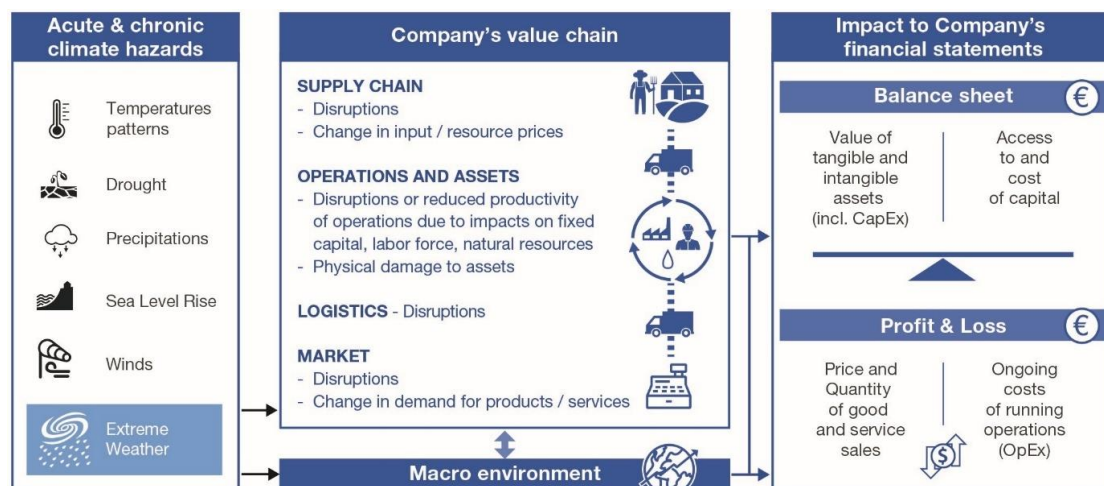 Acute & chronic
climate hazards
Temperatures
patterns
Drought
Precipitations
Sea Level Rise
Winds
Extreme
Weather
Company's value chain
SUPPLY CHAIN
- Disruptions
- Change in input / resource prices
OPERATIONS AND ASSETS
- Disruptions or reduced productivity
of operations due to impacts on fixed
capital, labor force, natural resources
- Physical damage to assets
LOGISTICS - Disruptions
MARKET
- Disruptions
- Change in demand for products / services
Macro environment
Impact to Company's
financial statements
Balance sheet
€
Value of
tangible and
intangible
assets
(incl. CapEx)
Access
to and
cost
of capital
Profit & Loss
€
Price and
Quantity
of good
and service
sales
Ongoing
costs
of running
operations
(OpEx)
$